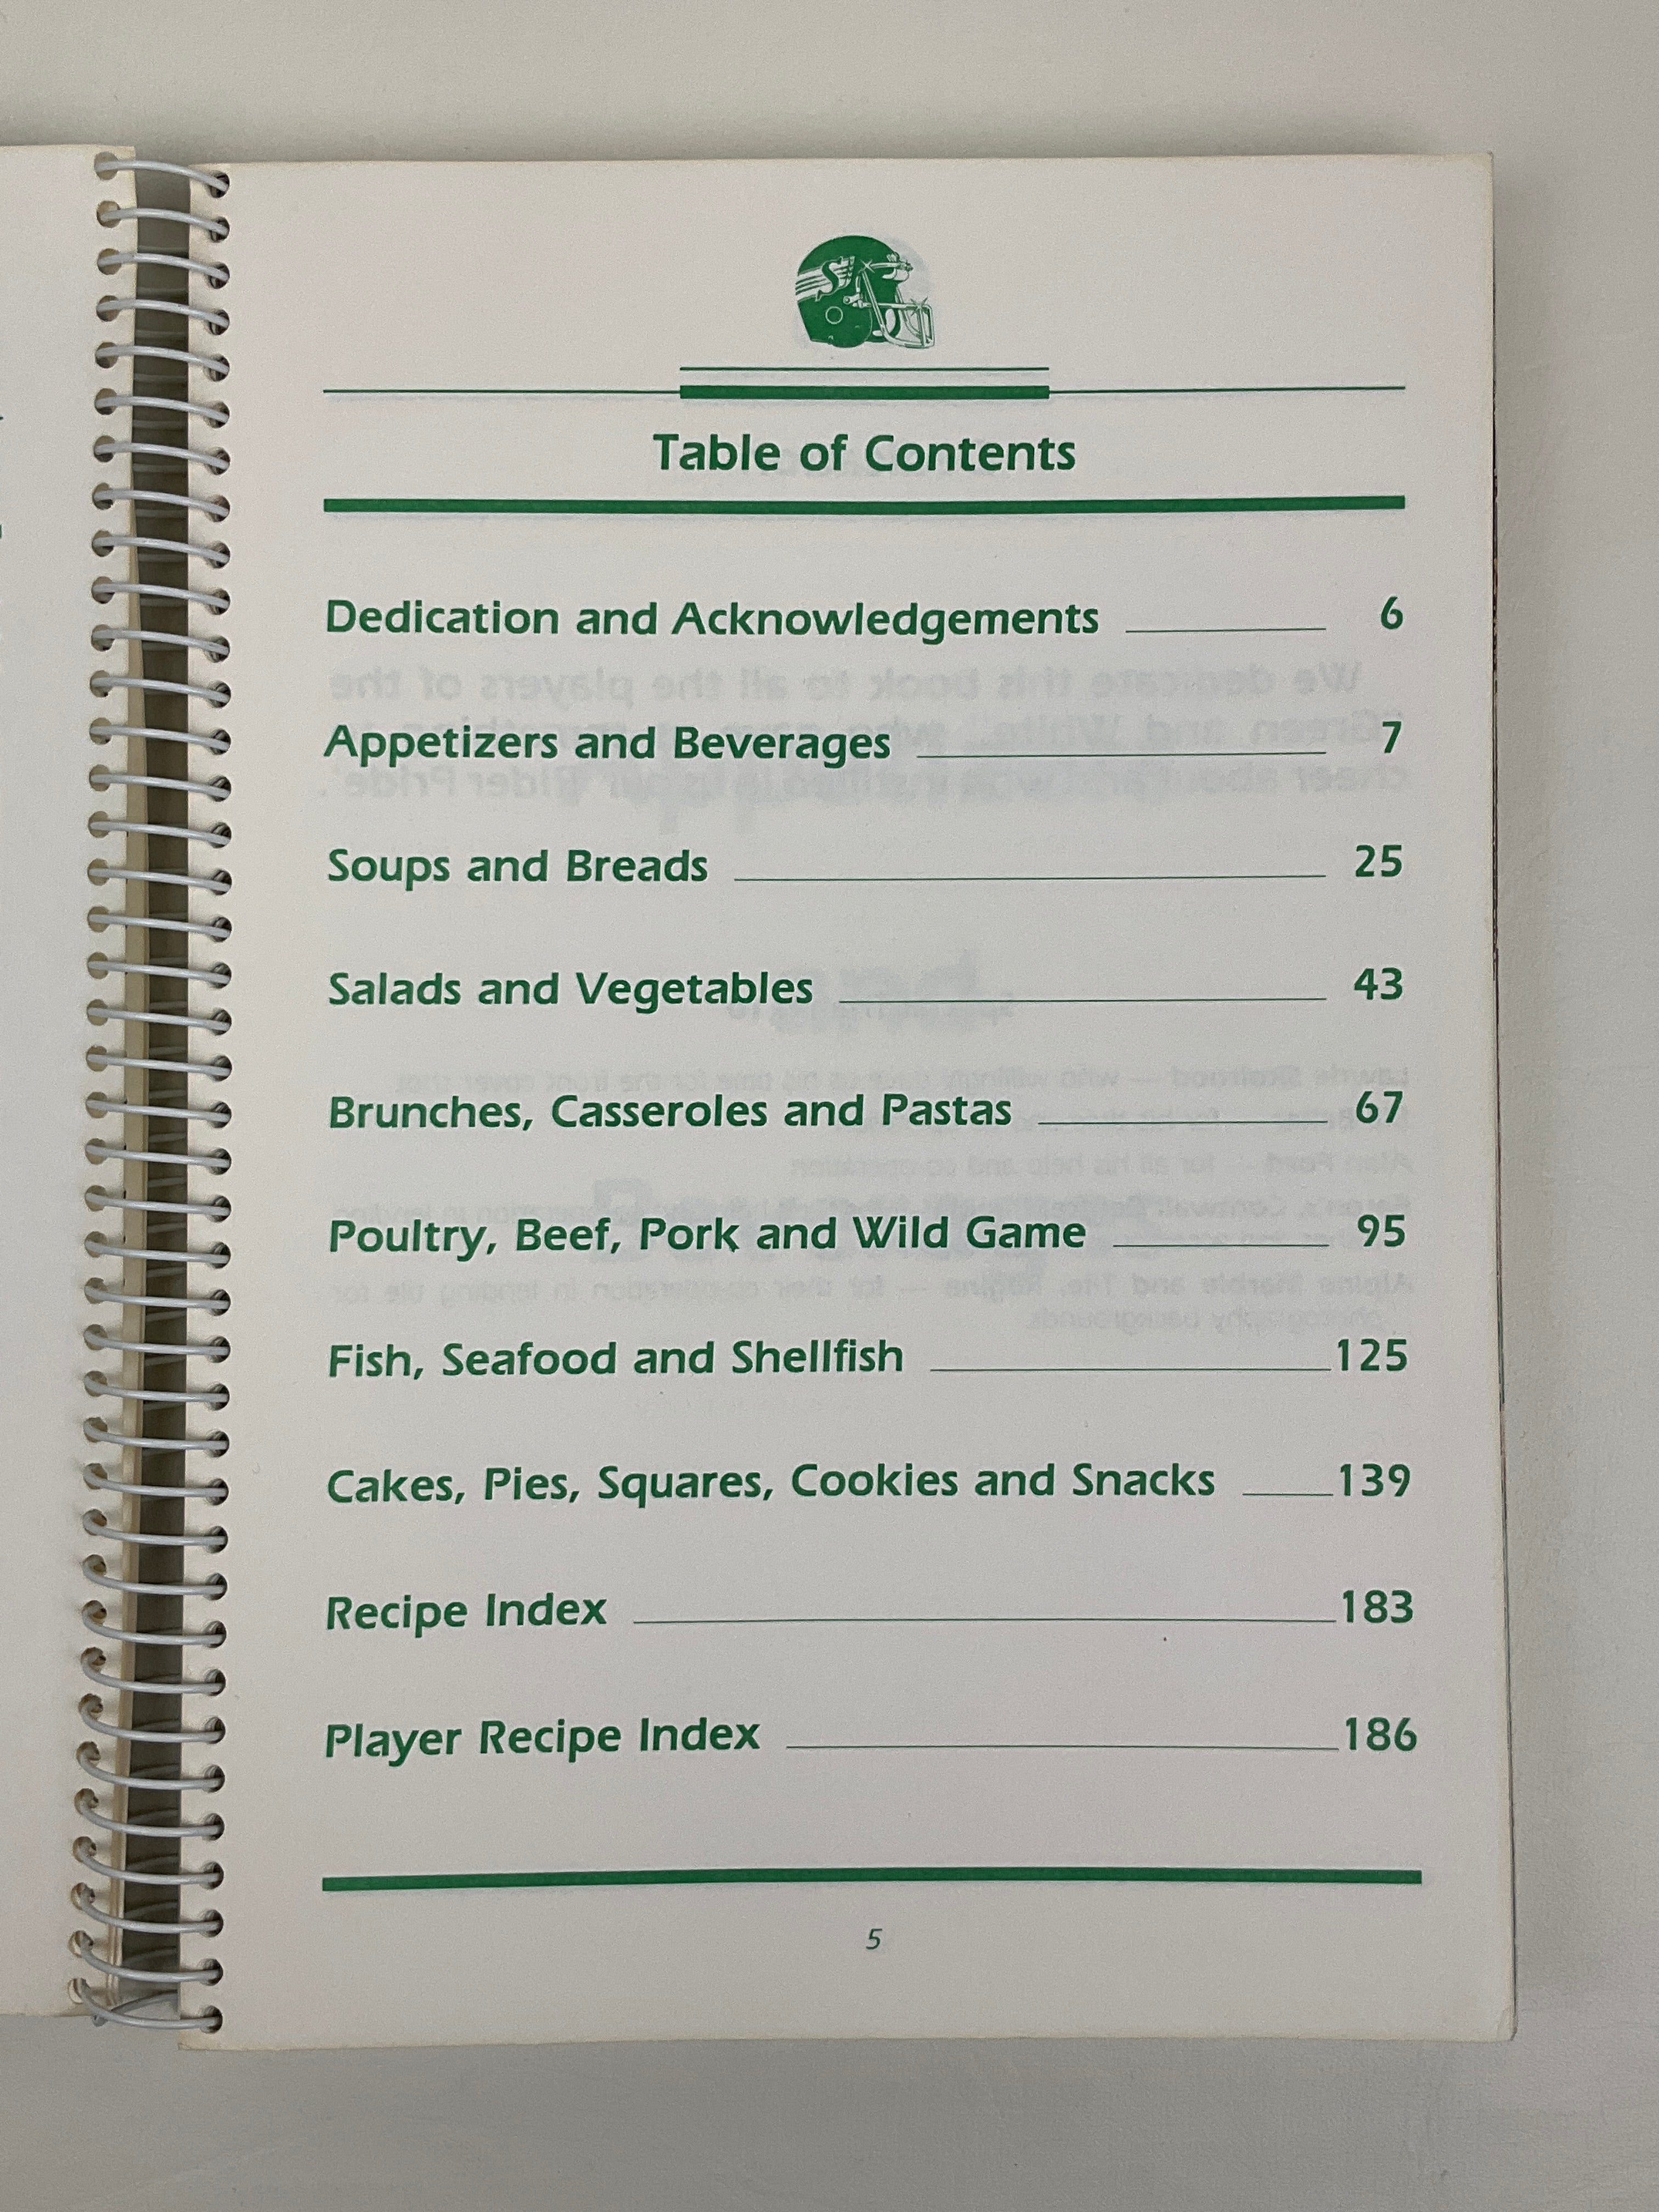 S
Table of Contents
Dedication and Acknowledgements 6
Appetizers and Beverages 7
Soups and Breads 25
Salads and Vegetables 43
Brunches, Casseroles and Pastas 67
Poultry, Beef, Pork and Wild Game 95
Fish, Seafood and Shellfish 125
Cakes, Pies, Squares, Cookies and Snacks 139
Recipe Index 183
Player Recipe Index 186
5